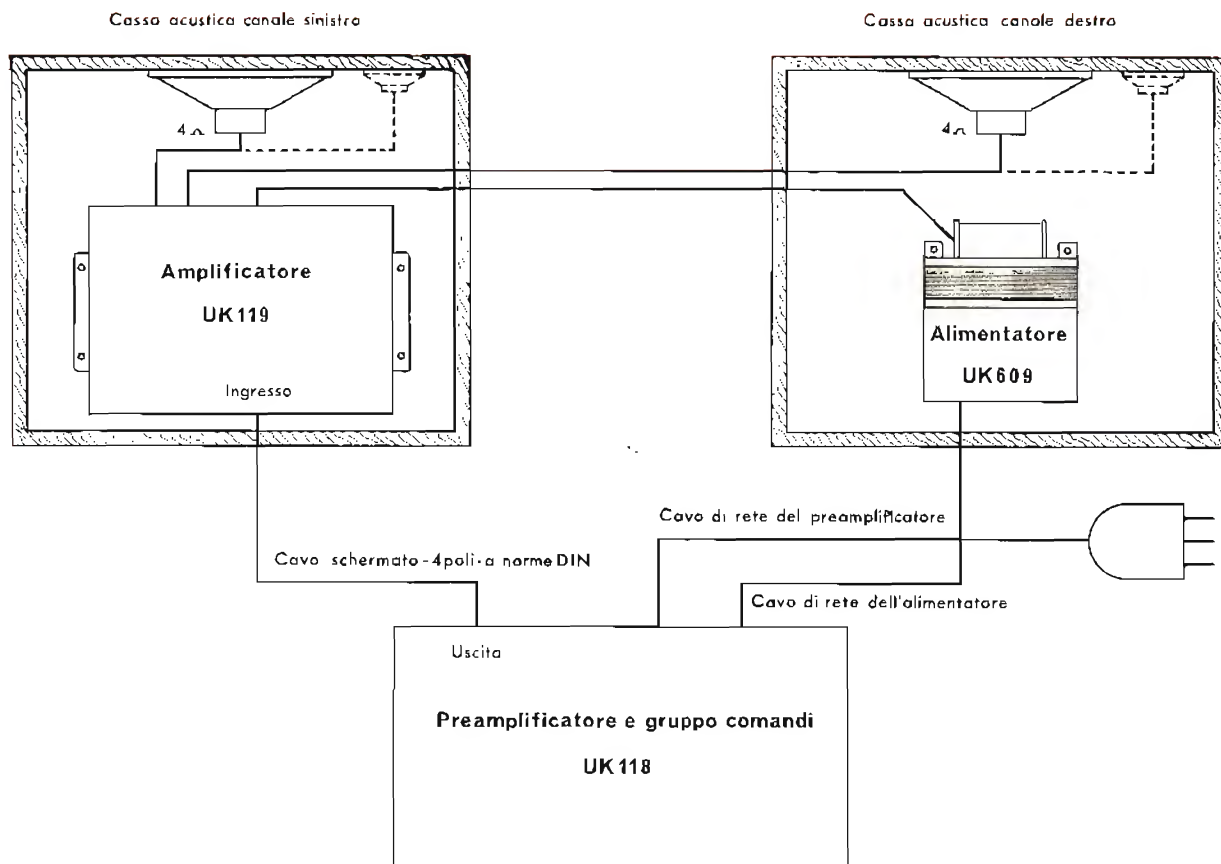 Cassa acustica canale sinistro
Cassa acustica canale destro
4Ω
4Ω
Amplificatore
UK119
Ingresso
Alimentatore
UK609
Cavo di rete del preamplificatore
Cavo schermato-4poli-a norme DIN
Cavo di rete dell'alimentatore
Uscita
Preamplificatore e gruppo comandi
UK118